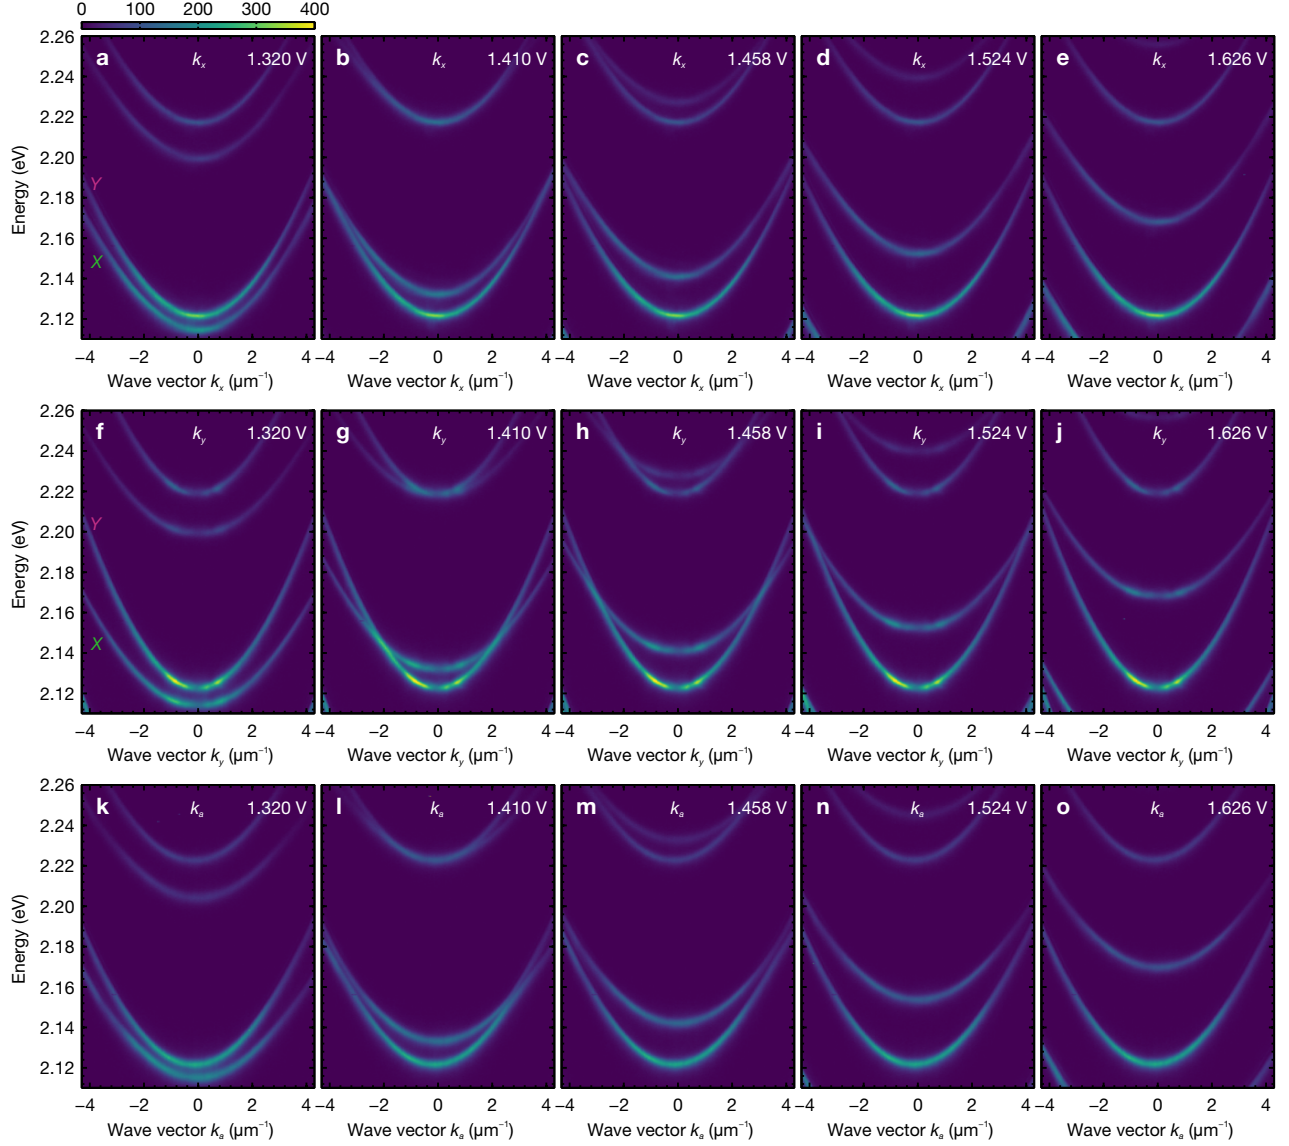 0 100 200 300 400
a kₓ 1.320 V b kₓ 1.410 V c kₓ 1.458 V d kₓ 1.524 V e kₓ 1.626 V
Y
X
2.26
2.24
2.22
2.20
2.18
2.16
2.14
2.12
Energy (eV)
−4 −2 0 2 4 −4 −2 0 2 4 −4 −2 0 2 4 −4 −2 0 2 4 −4 −2 0 2 4
Wave vector kₓ (µm⁻¹) Wave vector kₓ (µm⁻¹) Wave vector kₓ (µm⁻¹) Wave vector kₓ (µm⁻¹) Wave vector kₓ (µm⁻¹)
f k_y 1.320 V g k_y 1.410 V h k_y 1.458 V i k_y 1.524 V j k_y 1.626 V
Y
X
2.26
2.24
2.22
2.20
2.18
2.16
2.14
2.12
Energy (eV)
−4 −2 0 2 4 −4 −2 0 2 4 −4 −2 0 2 4 −4 −2 0 2 4 −4 −2 0 2 4
Wave vector k_y (µm⁻¹) Wave vector k_y (µm⁻¹) Wave vector k_y (µm⁻¹) Wave vector k_y (µm⁻¹) Wave vector k_y (µm⁻¹)
k kₐ 1.320 V l kₐ 1.410 V m kₐ 1.458 V n kₐ 1.524 V o kₐ 1.626 V
2.26
2.24
2.22
2.20
2.18
2.16
2.14
2.12
Energy (eV)
−4 −2 0 2 4 −4 −2 0 2 4 −4 −2 0 2 4 −4 −2 0 2 4 −4 −2 0 2 4
Wave vector kₐ (µm⁻¹) Wave vector kₐ (µm⁻¹) Wave vector kₐ (µm⁻¹) Wave vector kₐ (µm⁻¹) Wave vector kₐ (µm⁻¹)